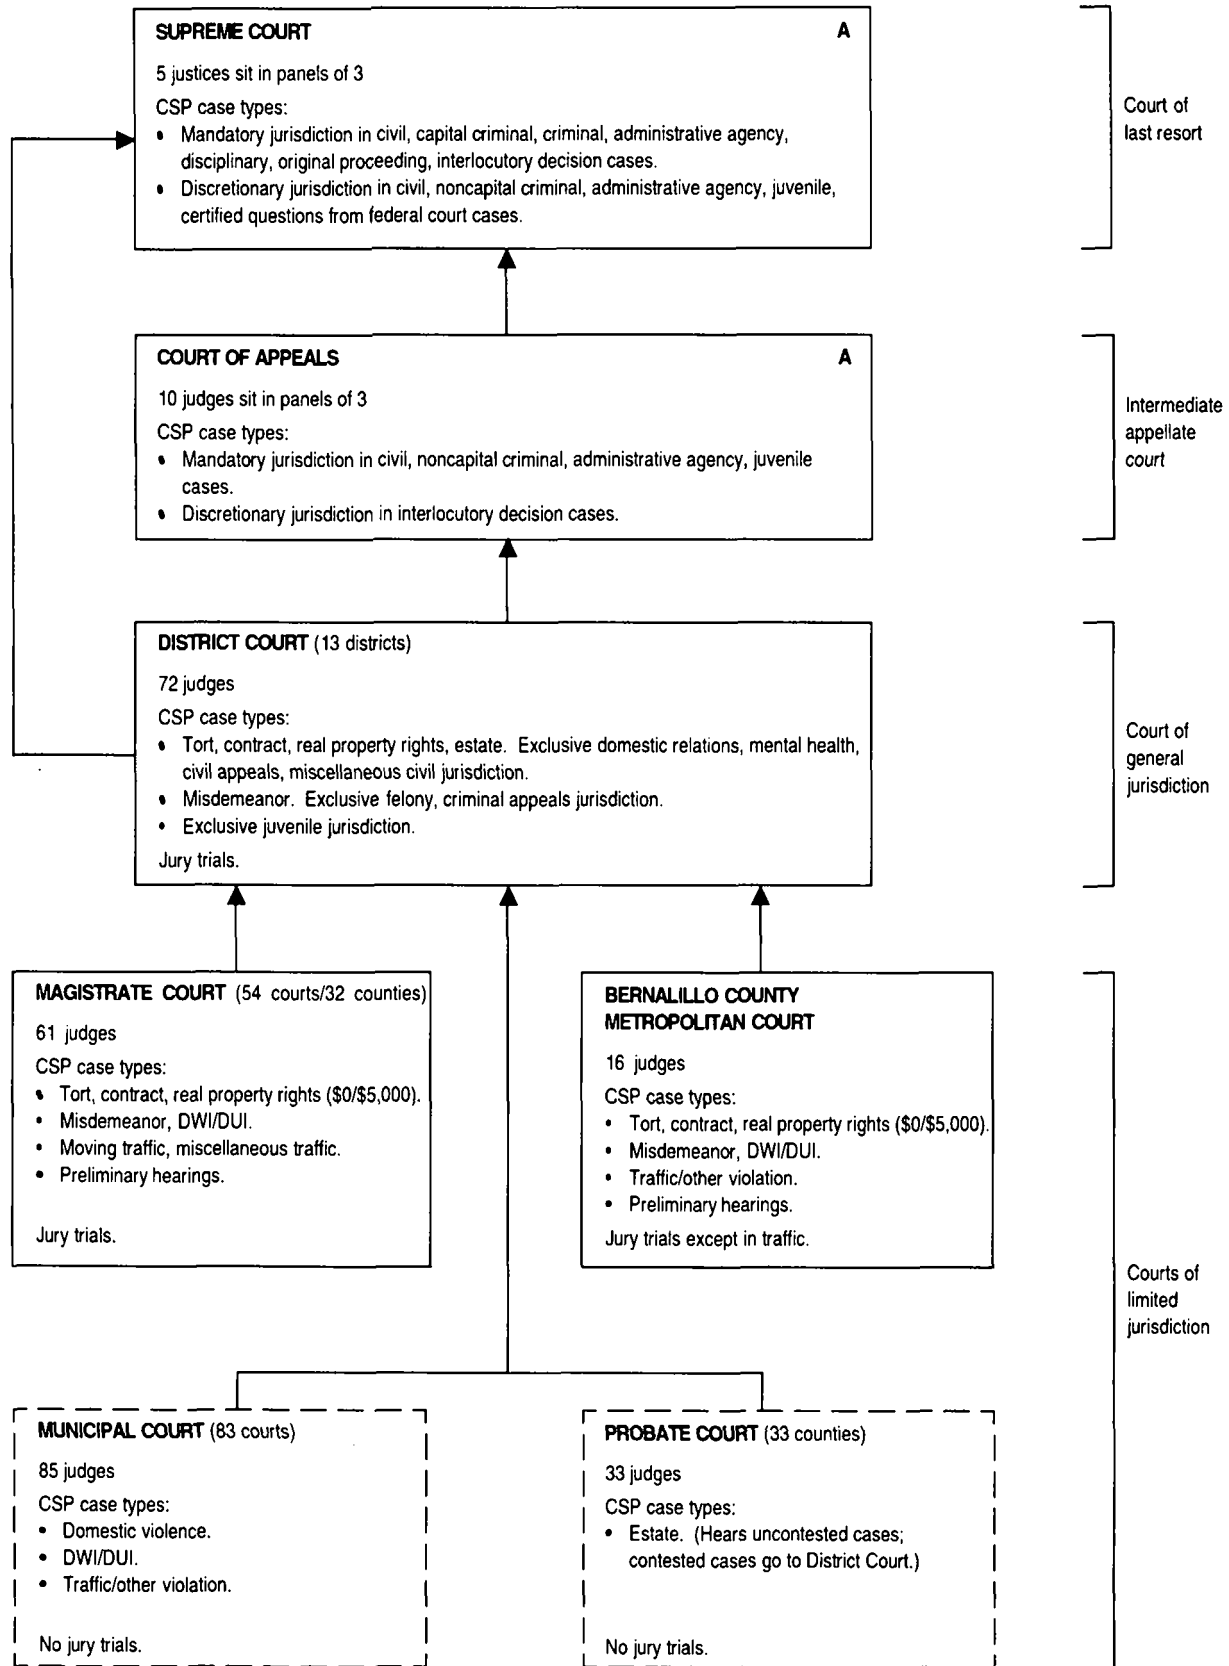 SUPREME COURT A
5 justices sit in panels of 3
CSP case types:
• Mandatory jurisdiction in civil, capital criminal, criminal, administrative agency,
disciplinary, original proceeding, interlocutory decision cases.
• Discretionary jurisdiction in civil, noncapital criminal, administrative agency, juvenile,
certified questions from federal court cases.
Court of
last resort
COURT OF APPEALS A
10 judges sit in panels of 3
CSP case types:
• Mandatory jurisdiction in civil, noncapital criminal, administrative agency, juvenile
cases.
• Discretionary jurisdiction in interlocutory decision cases.
Intermediate
appellate
court
DISTRICT COURT (13 districts)
72 judges
CSP case types:
• Tort, contract, real property rights, estate. Exclusive domestic relations, mental health,
civil appeals, miscellaneous civil jurisdiction.
• Misdemeanor. Exclusive felony, criminal appeals jurisdiction.
• Exclusive juvenile jurisdiction.
Jury trials.
Court of
general
jurisdiction
MAGISTRATE COURT (54 courts/32 counties)
61 judges
CSP case types:
• Tort, contract, real property rights ($0/$5,000).
• Misdemeanor, DWI/DUI.
• Moving traffic, miscellaneous traffic.
• Preliminary hearings.
Jury trials.
BERNALILLO COUNTY
METROPOLITAN COURT
16 judges
CSP case types:
• Tort, contract, real property rights ($0/$5,000).
• Misdemeanor, DWI/DUI.
• Traffic/other violation.
• Preliminary hearings.
Jury trials except in traffic.
Courts of
limited
jurisdiction
MUNICIPAL COURT (83 courts)
85 judges
CSP case types:
• Domestic violence.
• DWI/DUI.
• Traffic/other violation.
No jury trials.
PROBATE COURT (33 counties)
33 judges
CSP case types:
• Estate. (Hears uncontested cases;
contested cases go to District Court.)
No jury trials.